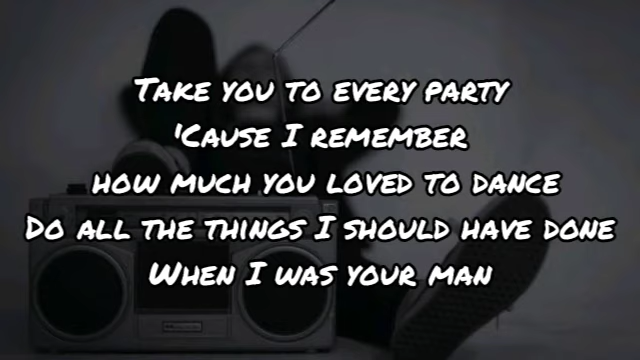 Take you to every party
'Cause I remember
how much you loved to dance
Do all the things I should have done
When I was your man